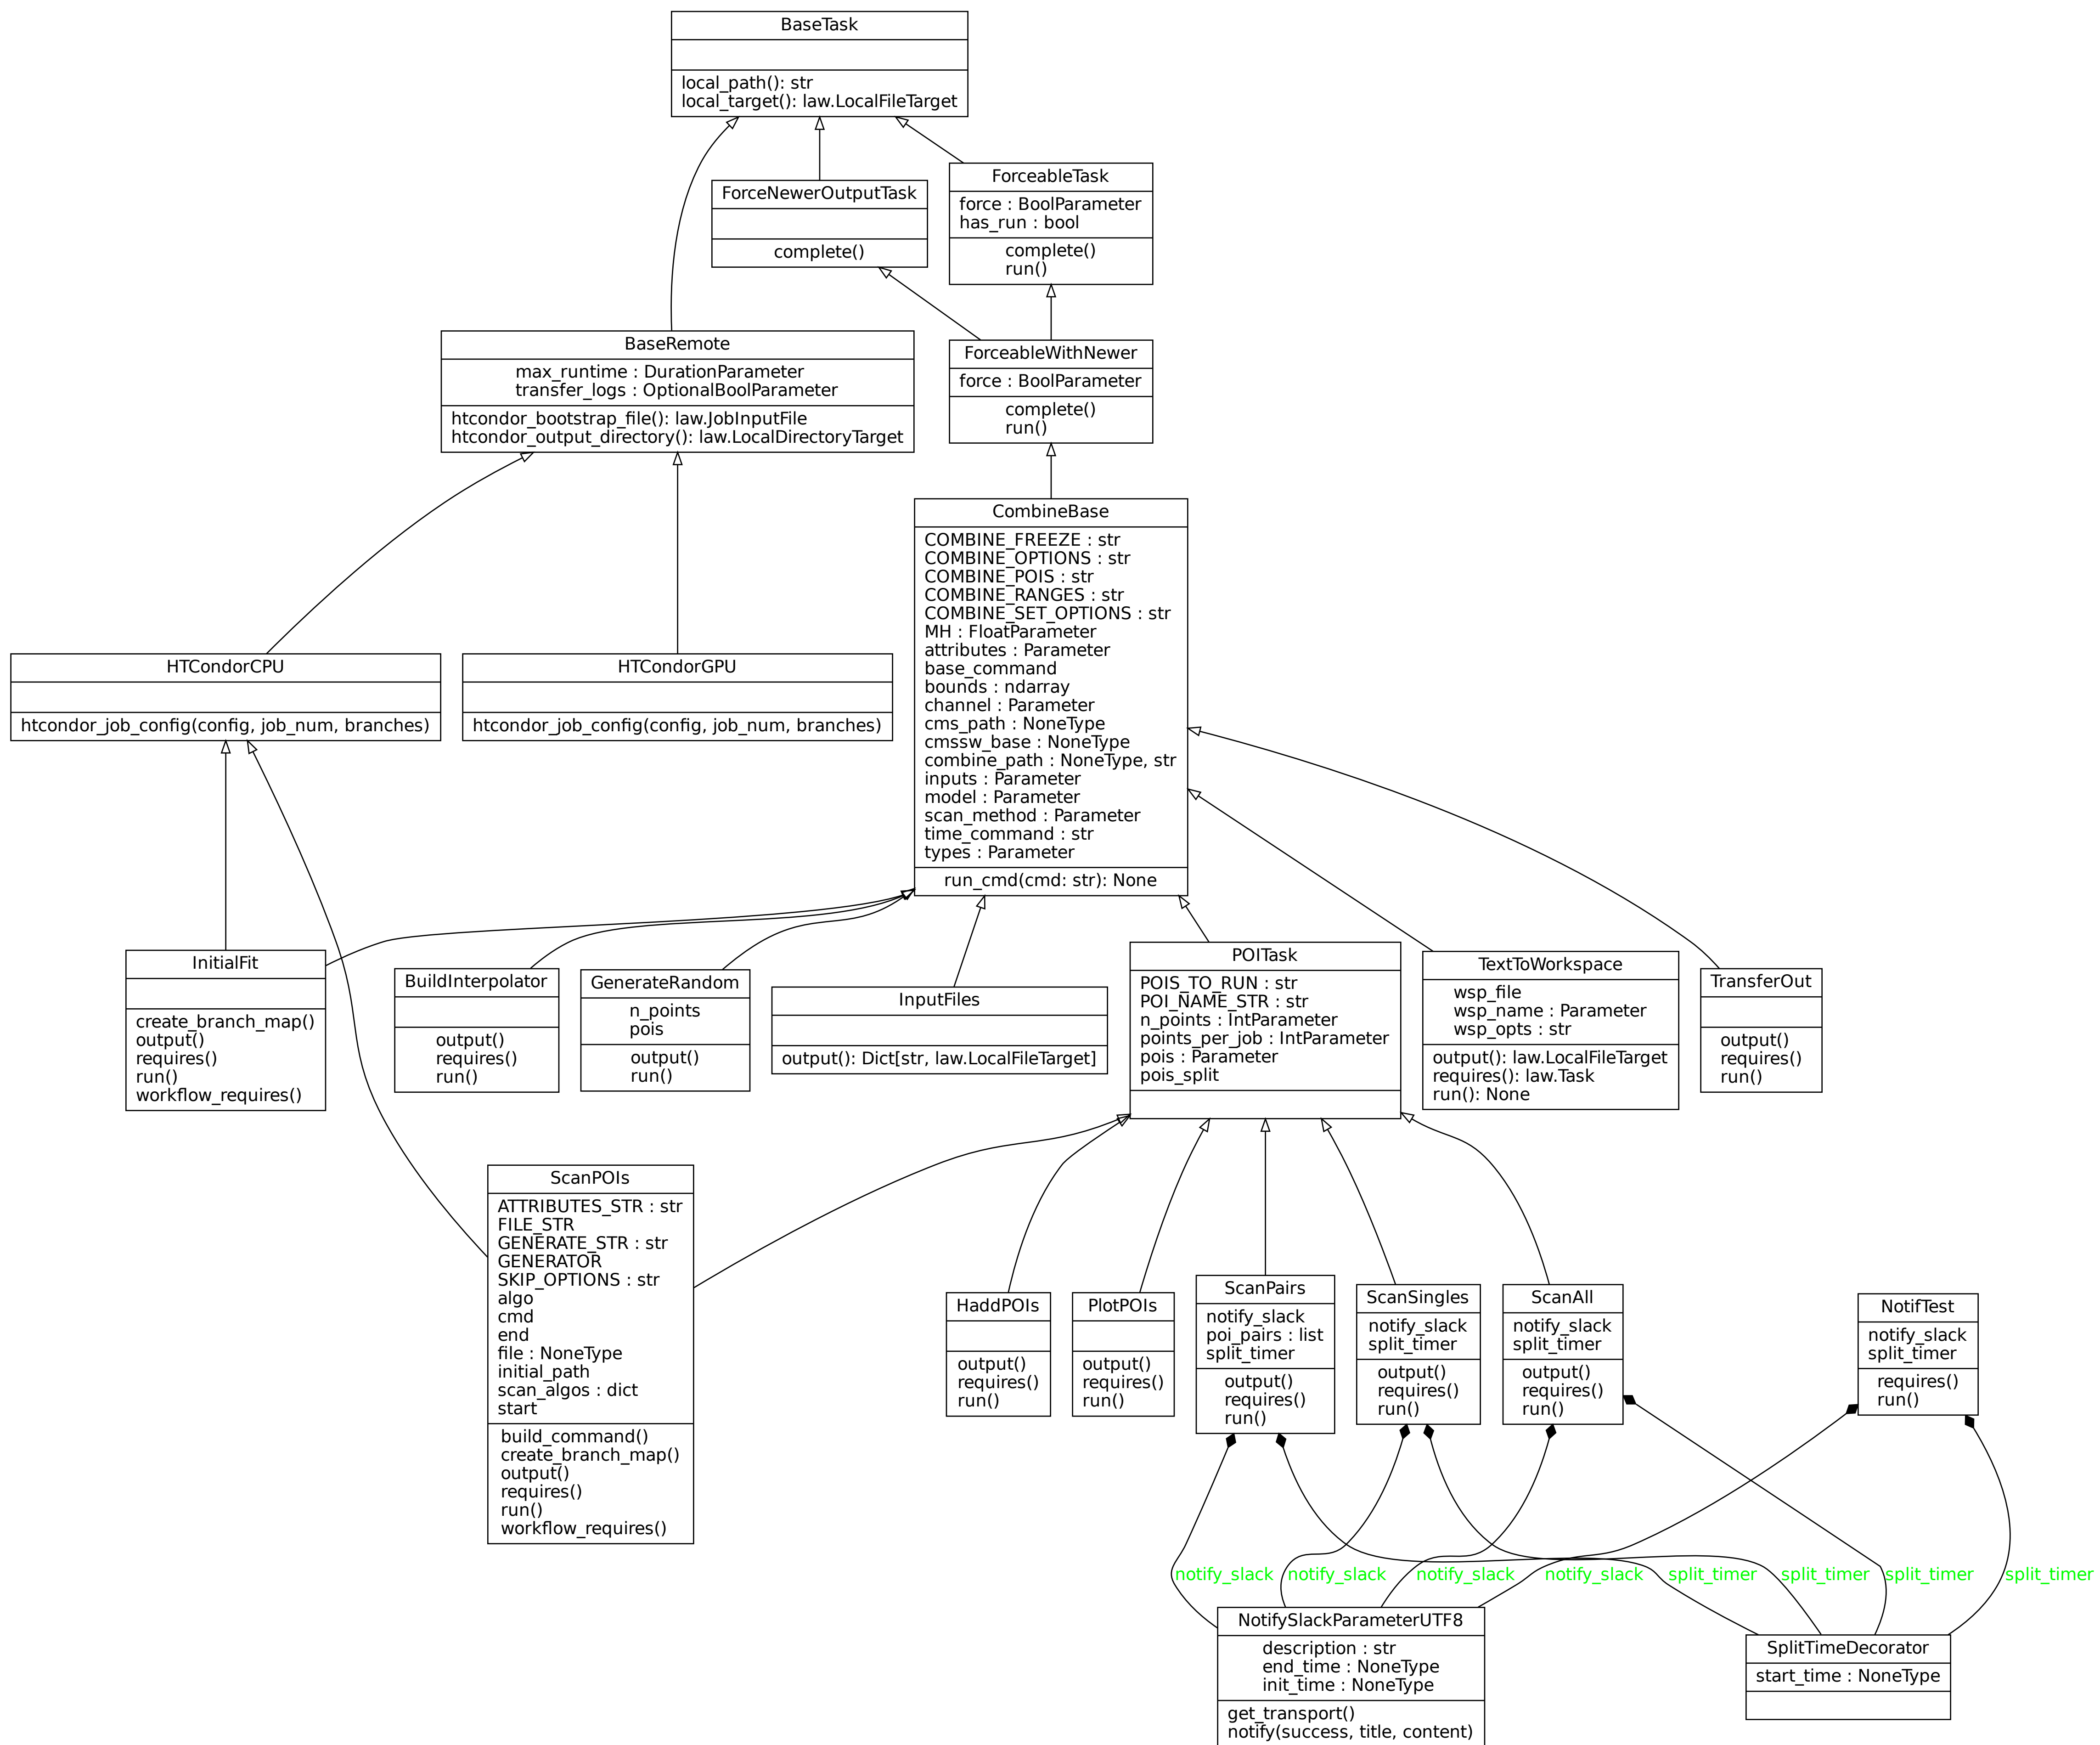 BaseTask
local_path(): str
local_target(): law.LocalFileTarget
ForceNewerOutputTask
complete()
ForceableTask
force : BoolParameter
has_run : bool
complete()
run()
BaseRemote
max_runtime : DurationParameter
transfer_logs : OptionalBoolParameter
htcondor_bootstrap_file(): law.JobInputFile
htcondor_output_directory(): law.LocalDirectoryTarget
ForceableWithNewer
force : BoolParameter
complete()
run()
CombineBase
COMBINE_FREEZE : str
COMBINE_OPTIONS : str
COMBINE_POIS : str
COMBINE_RANGES : str
COMBINE_SET_OPTIONS : str
MH : FloatParameter
attributes : Parameter
base_command
bounds : ndarray
channel : Parameter
cms_path : NoneType
cmssw_base : NoneType
combine_path : NoneType, str
inputs : Parameter
model : Parameter
scan_method : Parameter
time_command : str
types : Parameter
run_cmd(cmd: str): None
HTCondorCPU
htcondor_job_config(config, job_num, branches)
HTCondorGPU
htcondor_job_config(config, job_num, branches)
InitialFit
create_branch_map()
output()
requires()
run()
workflow_requires()
BuildInterpolator
output()
requires()
run()
GenerateRandom
n_points
pois
output()
run()
InputFiles
output(): Dict[str, law.LocalFileTarget]
POITask
POIS_TO_RUN : str
POI_NAME_STR : str
n_points : IntParameter
points_per_job : IntParameter
pois : Parameter
pois_split
TextToWorkspace
wsp_file
wsp_name : Parameter
wsp_opts : str
output(): law.LocalFileTarget
requires(): law.Task
run(): None
TransferOut
output()
requires()
run()
ScanPOIs
ATTRIBUTES_STR : str
FILE_STR
GENERATE_STR : str
GENERATOR
SKIP_OPTIONS : str
algo
cmd
end
file : NoneType
initial_path
scan_algos : dict
start
build_command()
create_branch_map()
output()
requires()
run()
workflow_requires()
HaddPOIs
output()
requires()
run()
PlotPOIs
output()
requires()
run()
ScanPairs
notify_slack
poi_pairs : list
split_timer
output()
requires()
run()
ScanSingles
notify_slack
split_timer
output()
requires()
run()
ScanAll
notify_slack
split_timer
output()
requires()
run()
NotifTest
notify_slack
split_timer
requires()
run()
notify_slack
notify_slack
notify_slack
notify_slack
split_timer
split_timer
split_timer
split_timer
NotifySlackParameterUTF8
description : str
end_time : NoneType
init_time : NoneType
get_transport()
notify(success, title, content)
SplitTimeDecorator
start_time : NoneType